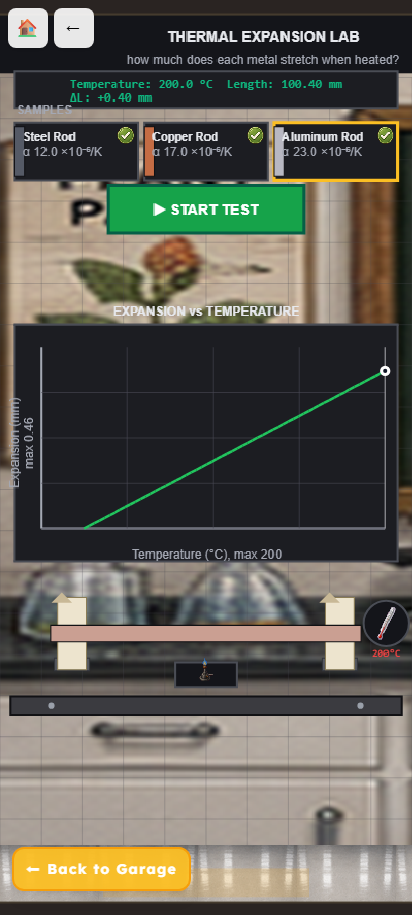 THERMAL EXPANSION LAB
how much does each metal stretch when heated?
Temperature: 200.0 °C Length: 100.40 mm
ΔL: +0.40 mm
SAMPLES
Steel Rod
α 12.0 ×10⁻⁶/K
Copper Rod
α 17.0 ×10⁻⁶/K
Aluminum Rod
α 23.0 ×10⁻⁶/K
▶ START TEST
EXPANSION vs TEMPERATURE
Expansion (mm)
max 0.46
Temperature (°C), max 200
200°C
← Back to Garage